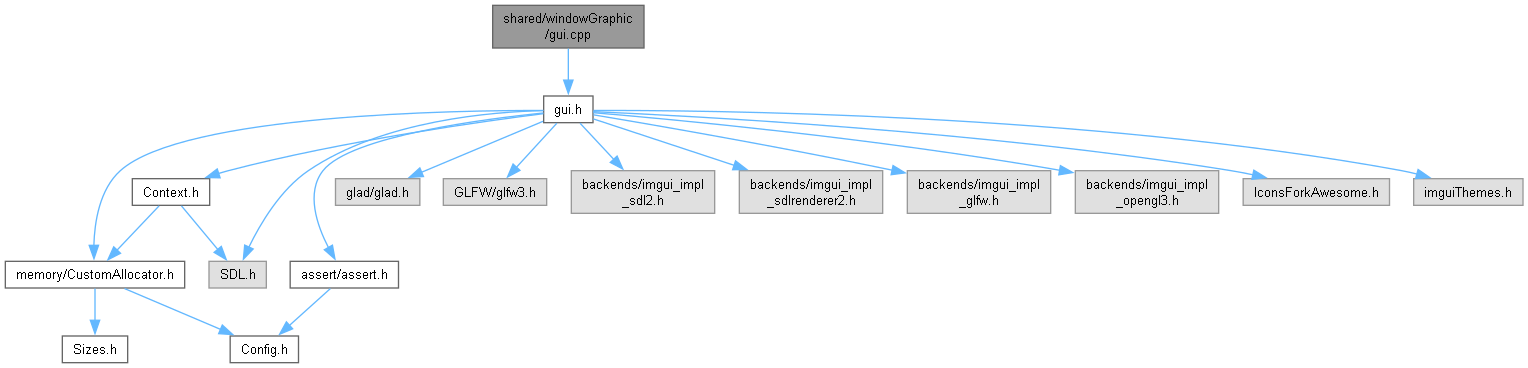 shared/windowGraphic
/gui.cpp
gui.h
Context.h
glad/glad.h
GLFW/glfw3.h
backends/imgui_impl
_sdl2.h
backends/imgui_impl
_sdlrenderer2.h
backends/imgui_impl
_glfw.h
backends/imgui_impl
_opengl3.h
IconsForkAwesome.h
imguiThemes.h
memory/CustomAllocator.h
SDL.h
assert/assert.h
Sizes.h
Config.h